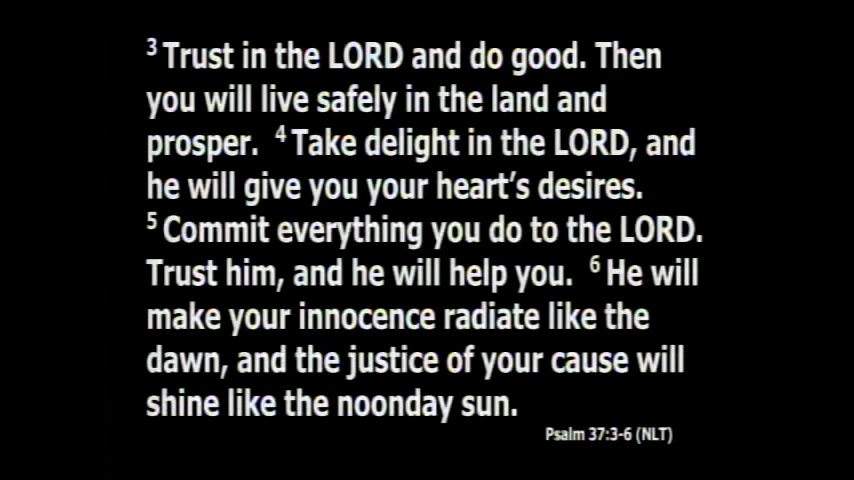 3 Trust in the LORD and do good. Then
you will live safely in the land and
prosper. 4 Take delight in the LORD, and
he will give you your heart's desires.
5 Commit everything you do to the LORD.
Trust him, and he will help you. 6 He will
make your innocence radiate like the
dawn, and the justice of your cause will
shine like the noonday sun.
Psalm 37:3-6 (NLT)